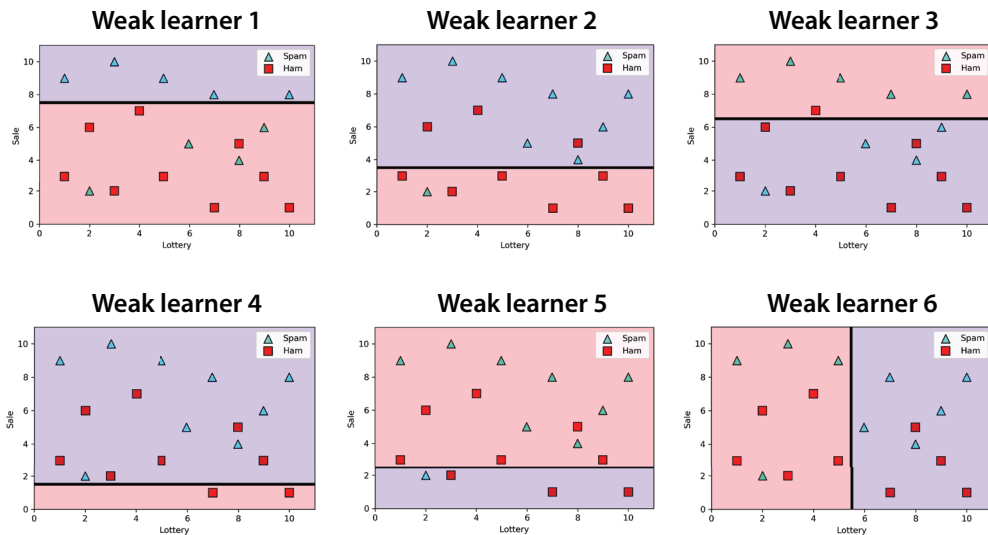 Weak learner 1
10
8
6
4
2
0
Sale
0 2 4 6 8 10
Lottery
Spam
Ham
Weak learner 2
10
8
6
4
2
0
Sale
0 2 4 6 8 10
Lottery
Spam
Ham
Weak learner 3
10
8
6
4
2
0
Sale
0 2 4 6 8 10
Lottery
Spam
Ham
Weak learner 4
10
8
6
4
2
0
Sale
0 2 4 6 8 10
Lottery
Spam
Ham
Weak learner 5
10
8
6
4
2
0
Sale
0 2 4 6 8 10
Lottery
Spam
Ham
Weak learner 6
10
8
6
4
2
0
Sale
0 2 4 6 8 10
Lottery
Spam
Ham